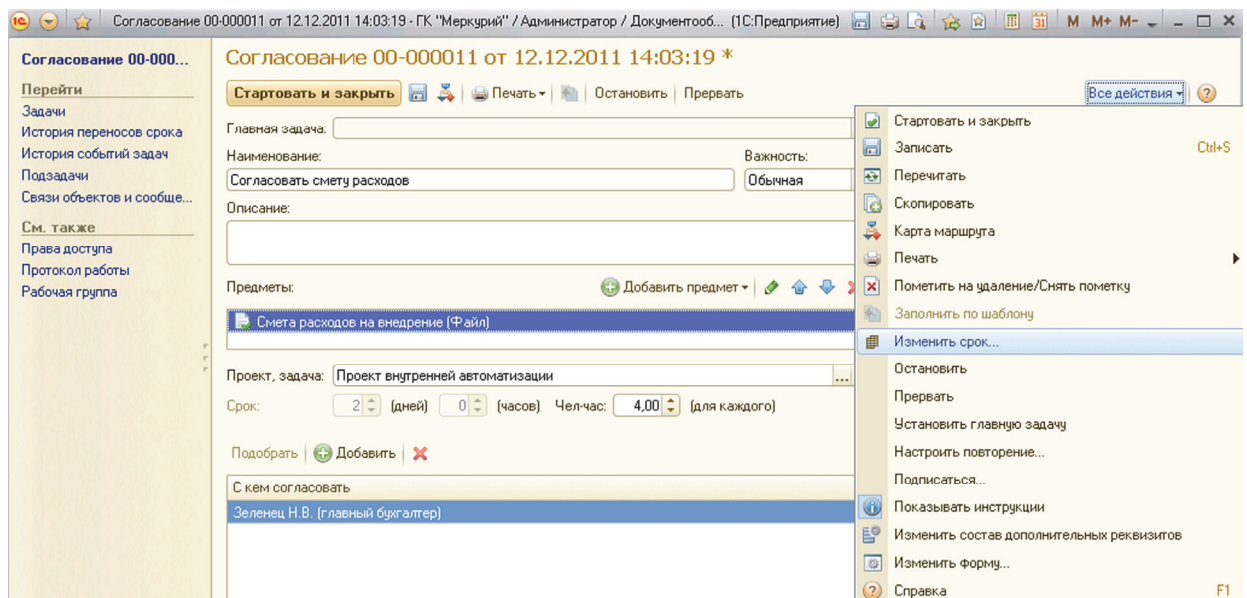 Согласование 00-000011 от 12.12.2011 14:03:19 - ГК "Меркурий" / Администратор / Документооб... (1С:Предприятие) M M+ M-
Согласование 00-000...
Перейти
Задачи
История переносов срока
История событий задач
Подзадачи
Связи объектов и сообще...
См. также
Права доступа
Протокол работы
Рабочая группа
Согласование 00-000011 от 12.12.2011 14:03:19 *
Стартовать и закрыть Печать Остановить Прервать Все действия
Главная задача:
Наименование: Важность:
Согласовать смету расходов Обычная
Описание:
Предметы: Добавить предмет
Смета расходов на внедрение (Файл)
Проект, задача: Проект внутренней автоматизации ...
Срок: 2 (дней) 0 (часов) Чел-час: 4,00 (для каждого)
Подобрать Добавить
С кем согласовать
Зеленец Н.В. (главный бухгалтер)
Стартовать и закрыть
Записать Ctrl+S
Перечитать
Скопировать
Карта маршрута
Печать
Пометить на удаление/Снять пометку
Заполнить по шаблону
Изменить срок...
Остановить
Прервать
Установить главную задачу
Настроить повторение...
Подписаться...
Показывать инструкции
Изменить состав дополнительных реквизитов
Изменить форму...
Справка F1